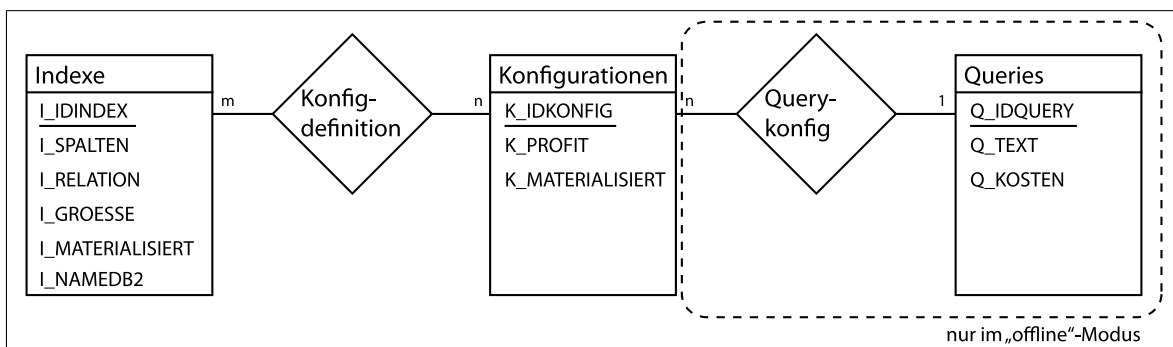 Indexe
I_IDINDEX
I_SPALTEN
I_RELATION
I_GROESSE
I_MATERIALISIERT
I_NAMEDB2
m
Konfig-
definition
n
Konfigurationen
K_IDKONFIG
K_PROFIT
K_MATERIALISIERT
n
Query-
konfig
1
Queries
Q_IDQUERY
Q_TEXT
Q_KOSTEN
nur im „offline“-Modus